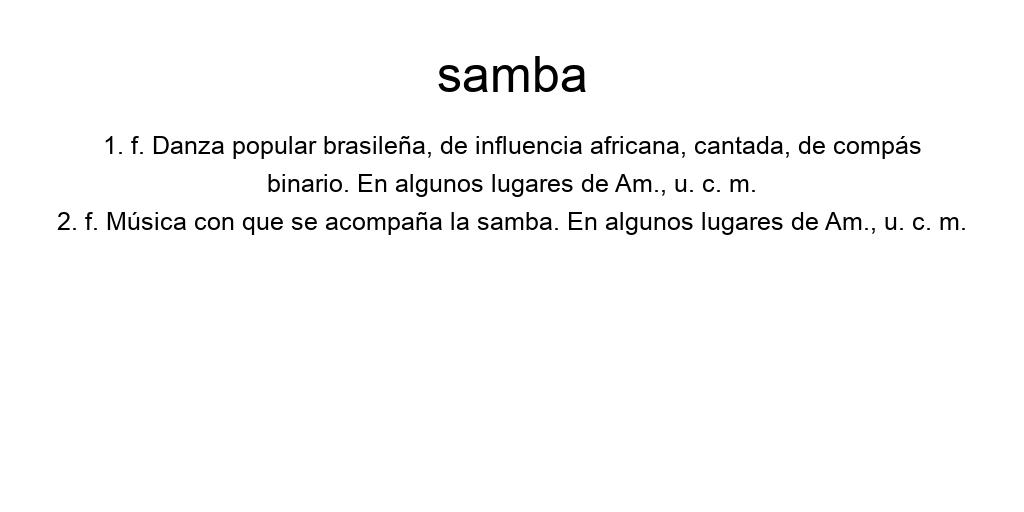 samba
1. f. Danza popular brasileña, de influencia africana, cantada, de compás
binario. En algunos lugares de Am., u. c. m.
2. f. Música con que se acompaña la samba. En algunos lugares de Am., u. c. m.